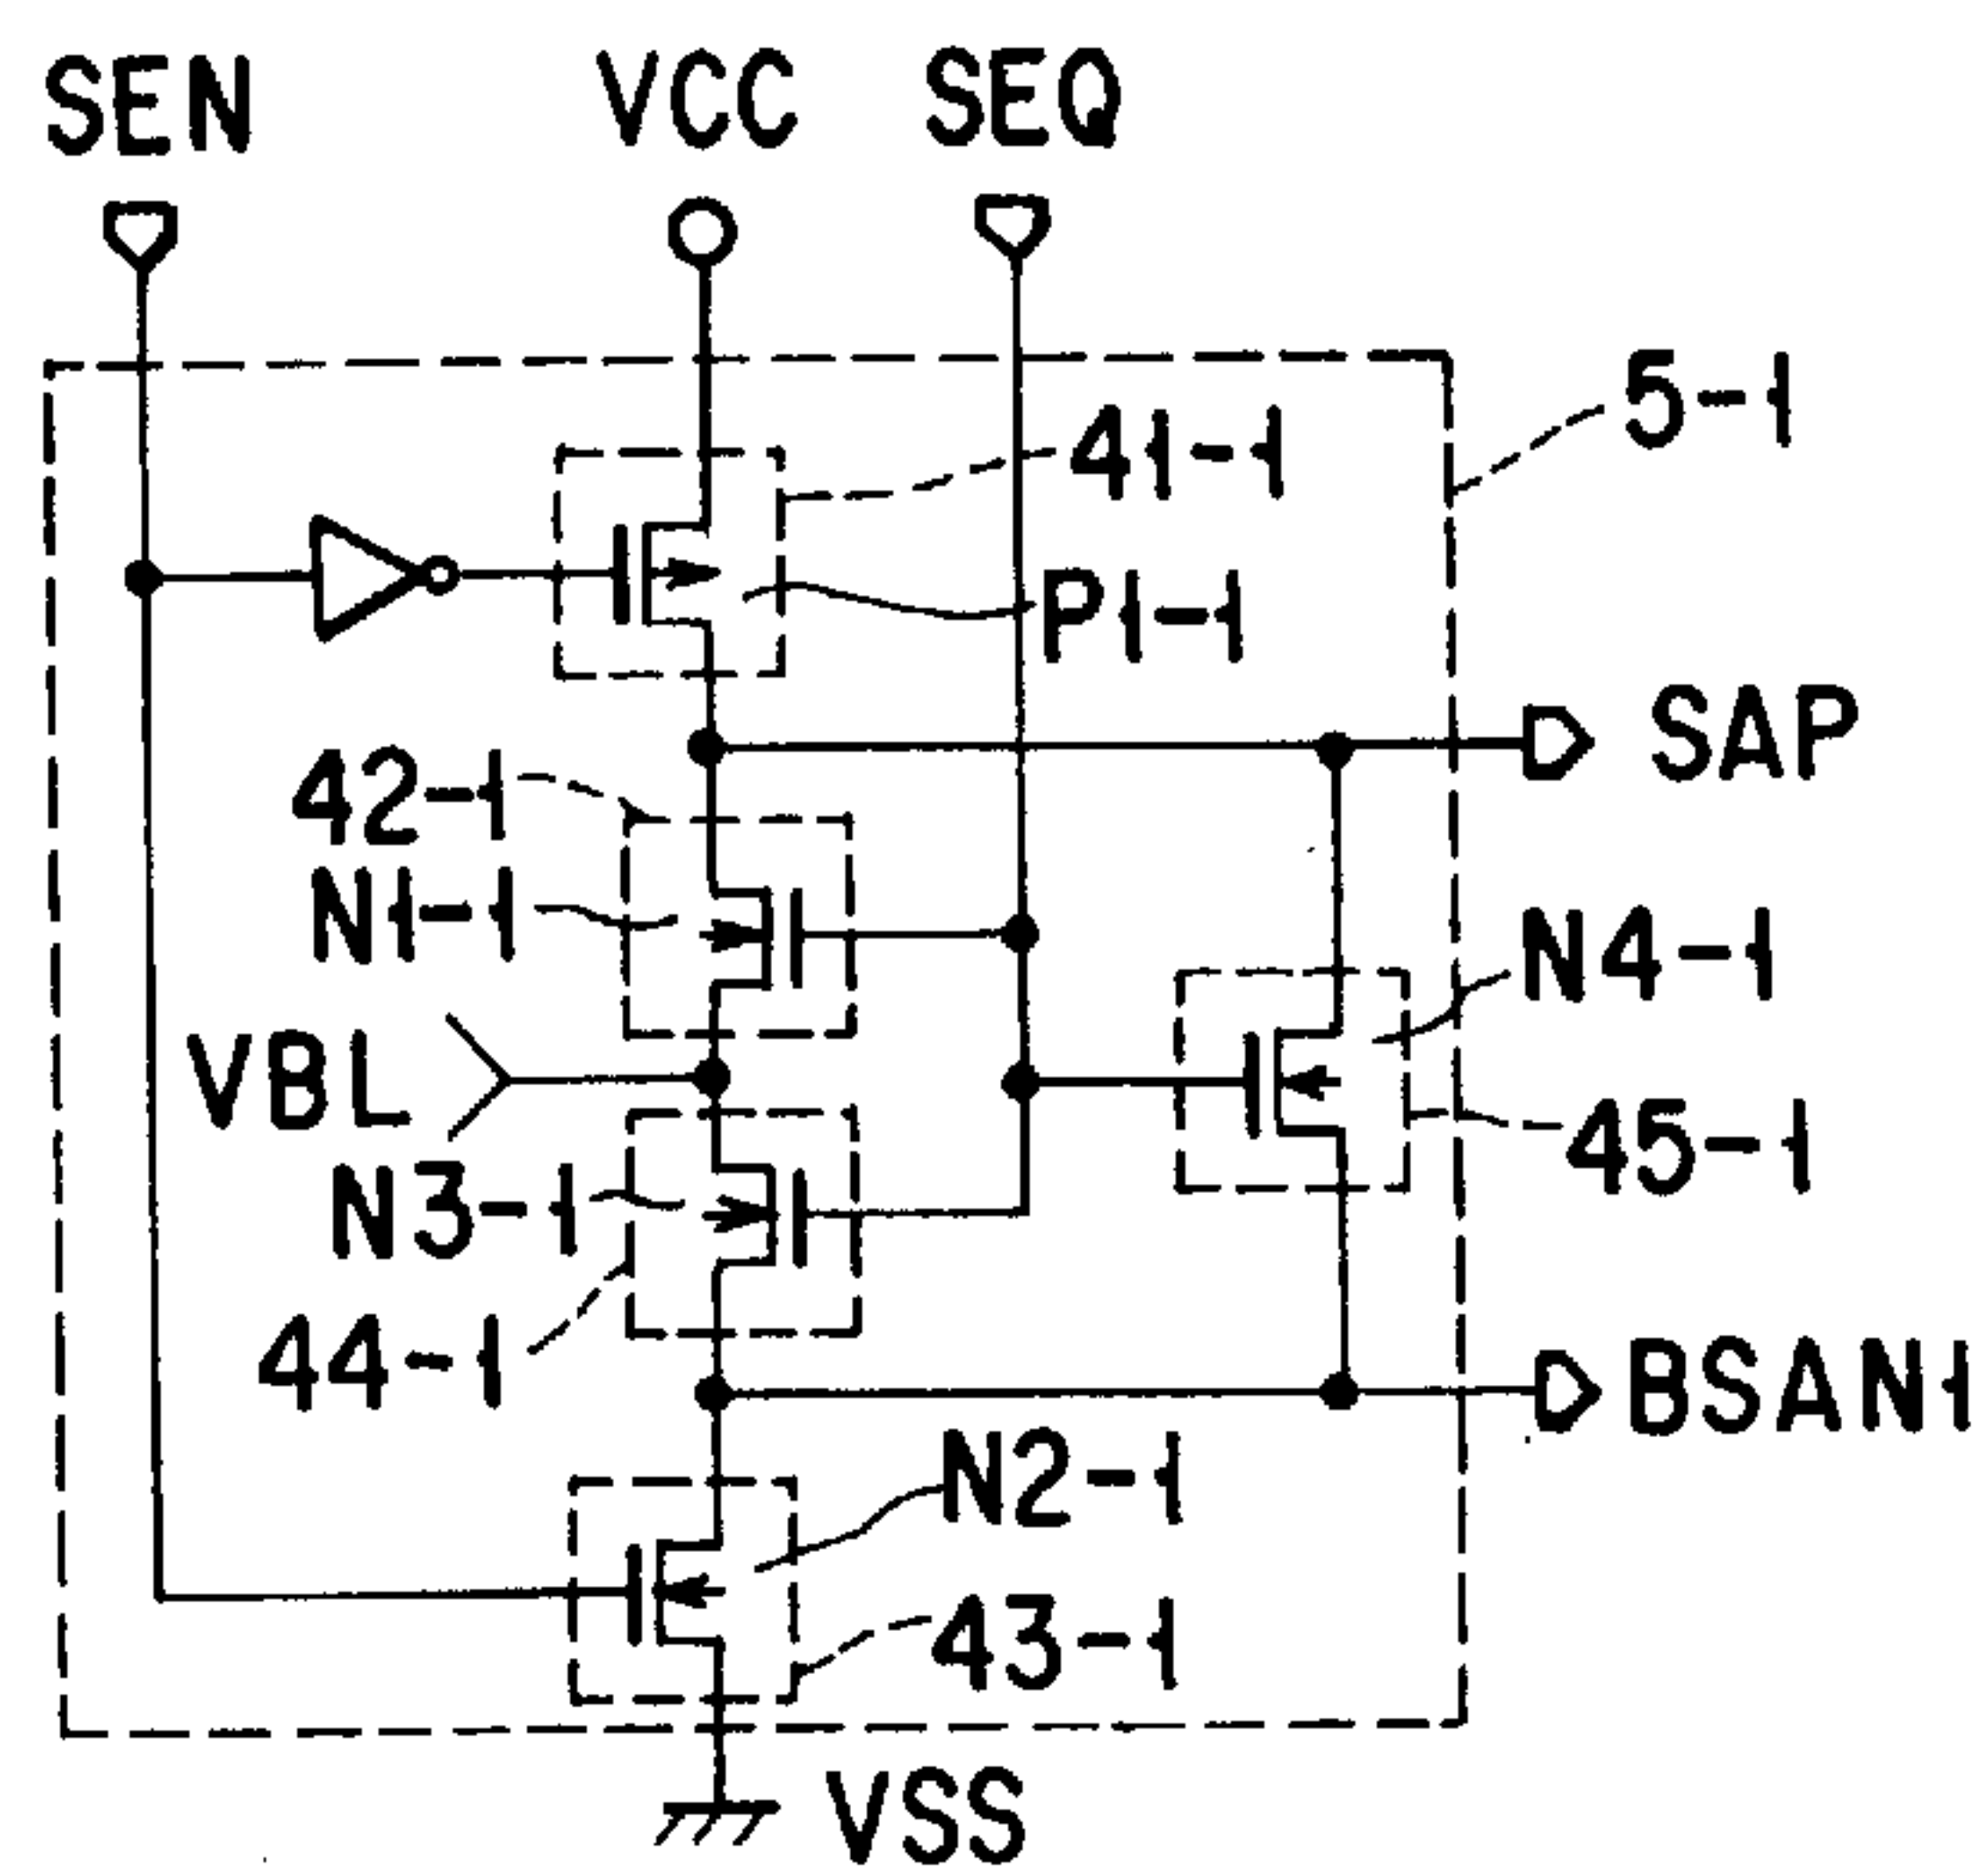 SEN VCC SEQ
5-1
41-1
P1-1
SAP
42-1
N1-1
N4-1
VBL
45-1
N3-1
44-1
BSAN1
N2-1
43-1
VSS